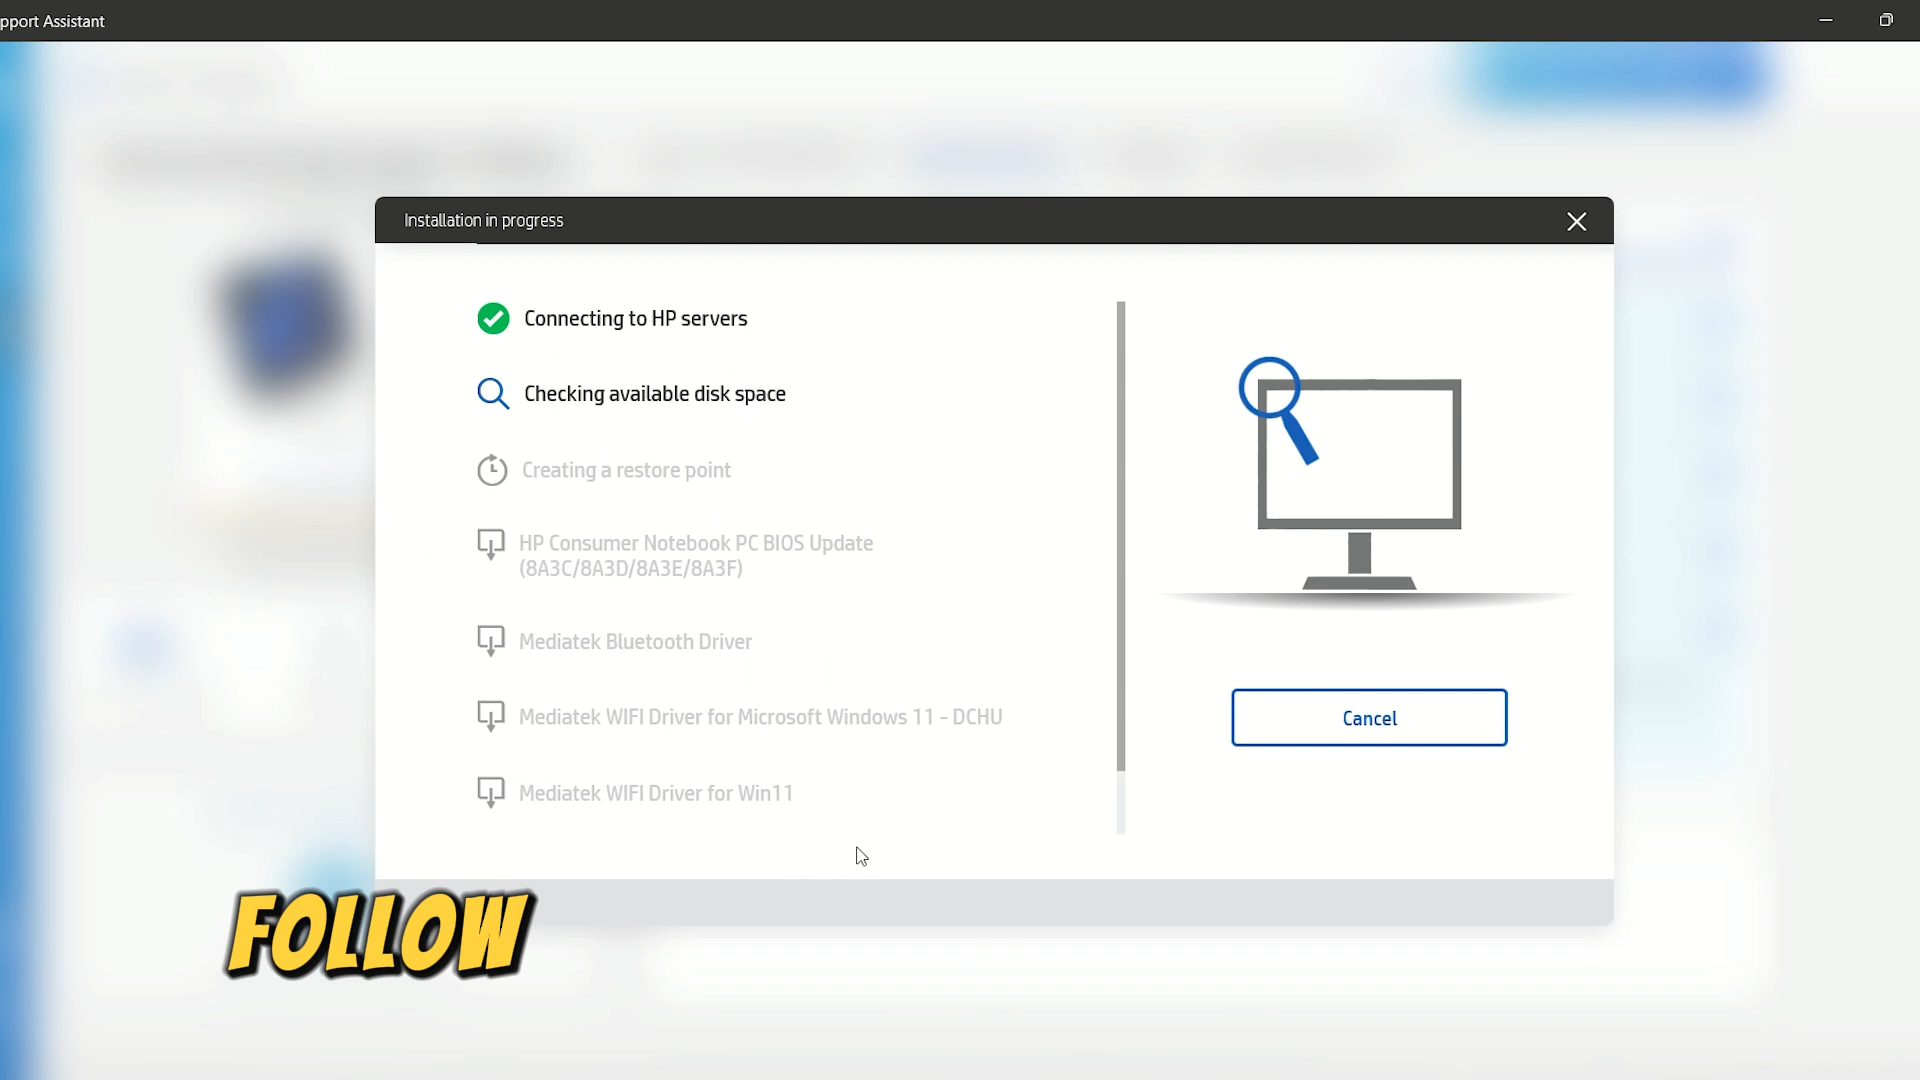 pport Assistant
Installation in progress
Connecting to HP servers
Checking available disk space
Creating a restore point
HP Consumer Notebook PC BIOS Update
(8A3C/8A3D/8A3E/8A3F)
Mediatek Bluetooth Driver
Mediatek WIFI Driver for Microsoft Windows 11 - DCHU
Mediatek WIFI Driver for Win11
Cancel
FOLLOW